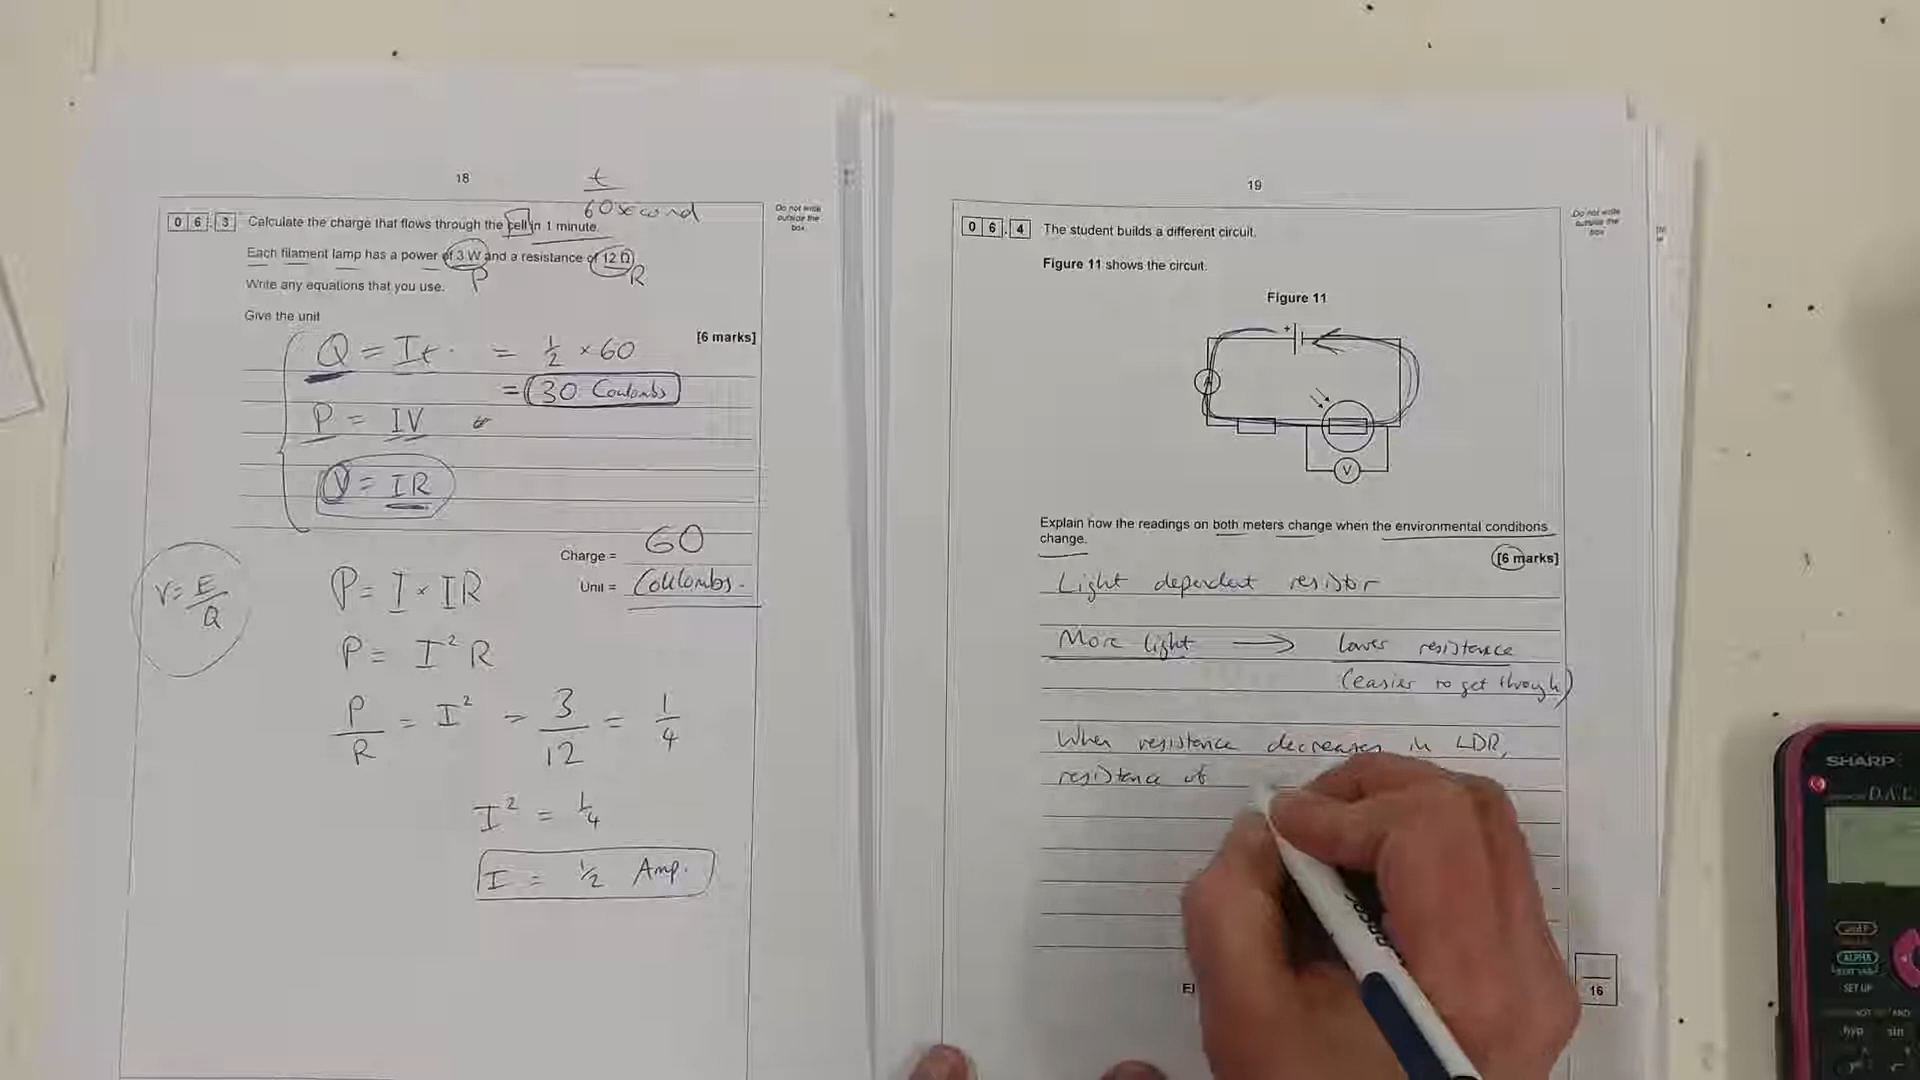 18
t
60 second
Do not write
outside the
box
0 6 . 3 Calculate the charge that flows through the cell in 1 minute.
Each filament lamp has a power of 3 W and a resistance of 12 Ω
P
R
Write any equations that you use.
Give the unit
[6 marks]
Q = It = 1/2 × 60
= 30 Coulombs
P = IV
V = IR
Charge = 60
Unit = Coulombs.
V = E/Q
P = I × IR
P = I² R
P/R = I² = 3/12 = 1/4
I² = 1/4
I = 1/2 Amp.
19
Do not write
outside the
box
0 6 . 4 The student builds a different circuit.
Figure 11 shows the circuit.
Figure 11
+
A
V
Explain how the readings on both meters change when the environmental conditions
change.
[6 marks]
Light dependent resistor
More light → lower resistance
(easier to get through)
When resistance decreases in LDR,
resistance of
16
SHARP
D.A.L
2ndF
ALPHA
SET UP
hyp sin